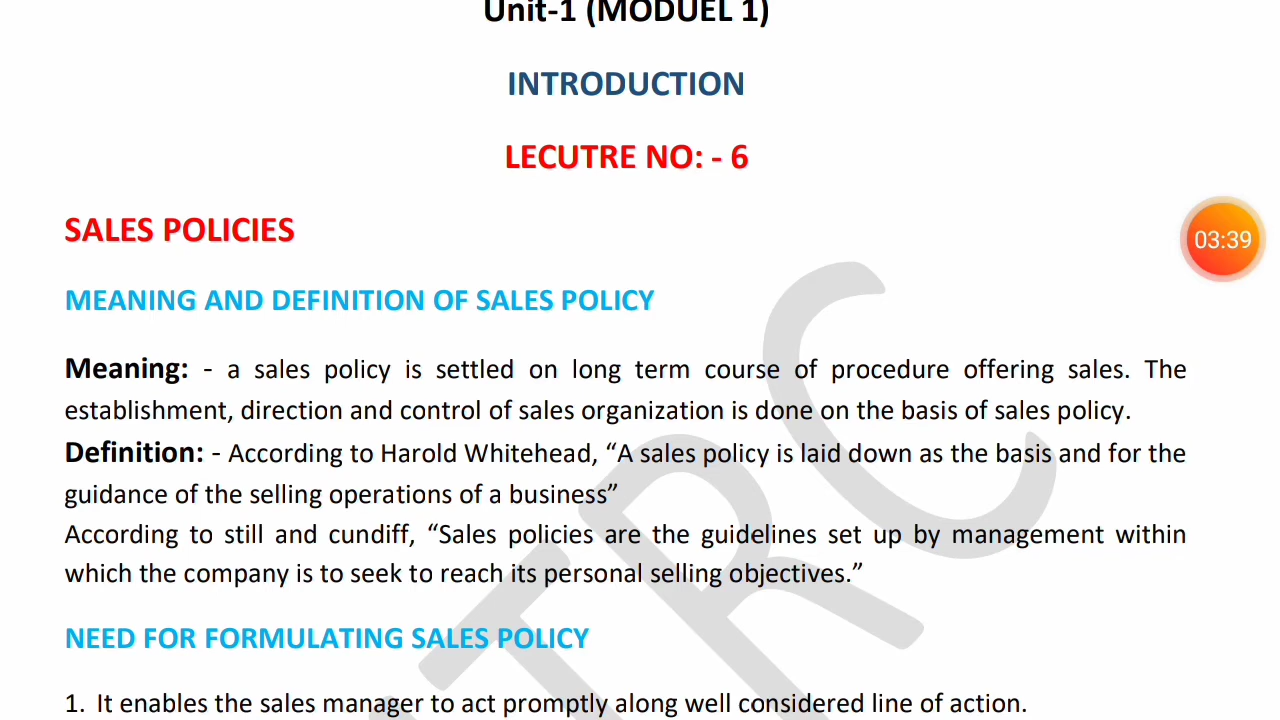 Unit-1 (MODUEL 1)
INTRODUCTION
LECUTRE NO: - 6
SALES POLICIES
03:39
MEANING AND DEFINITION OF SALES POLICY
Meaning: - a sales policy is settled on long term course of procedure offering sales. The
establishment, direction and control of sales organization is done on the basis of sales policy.
Definition: - According to Harold Whitehead, “A sales policy is laid down as the basis and for the
guidance of the selling operations of a business”
According to still and cundiff, “Sales policies are the guidelines set up by management within
which the company is to seek to reach its personal selling objectives.”
NEED FOR FORMULATING SALES POLICY
1. It enables the sales manager to act promptly along well considered line of action.
TRC